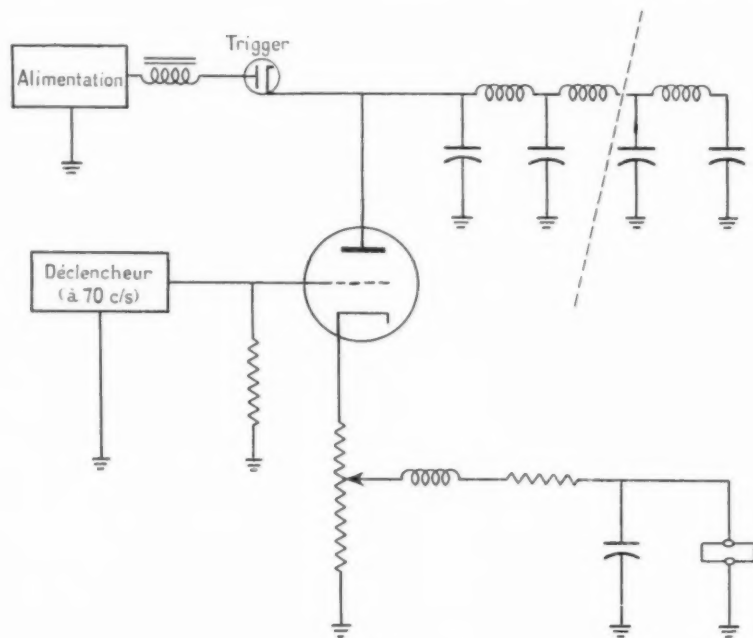 Trigger
Alimentation
Déclencheur
(à 70 c/s)